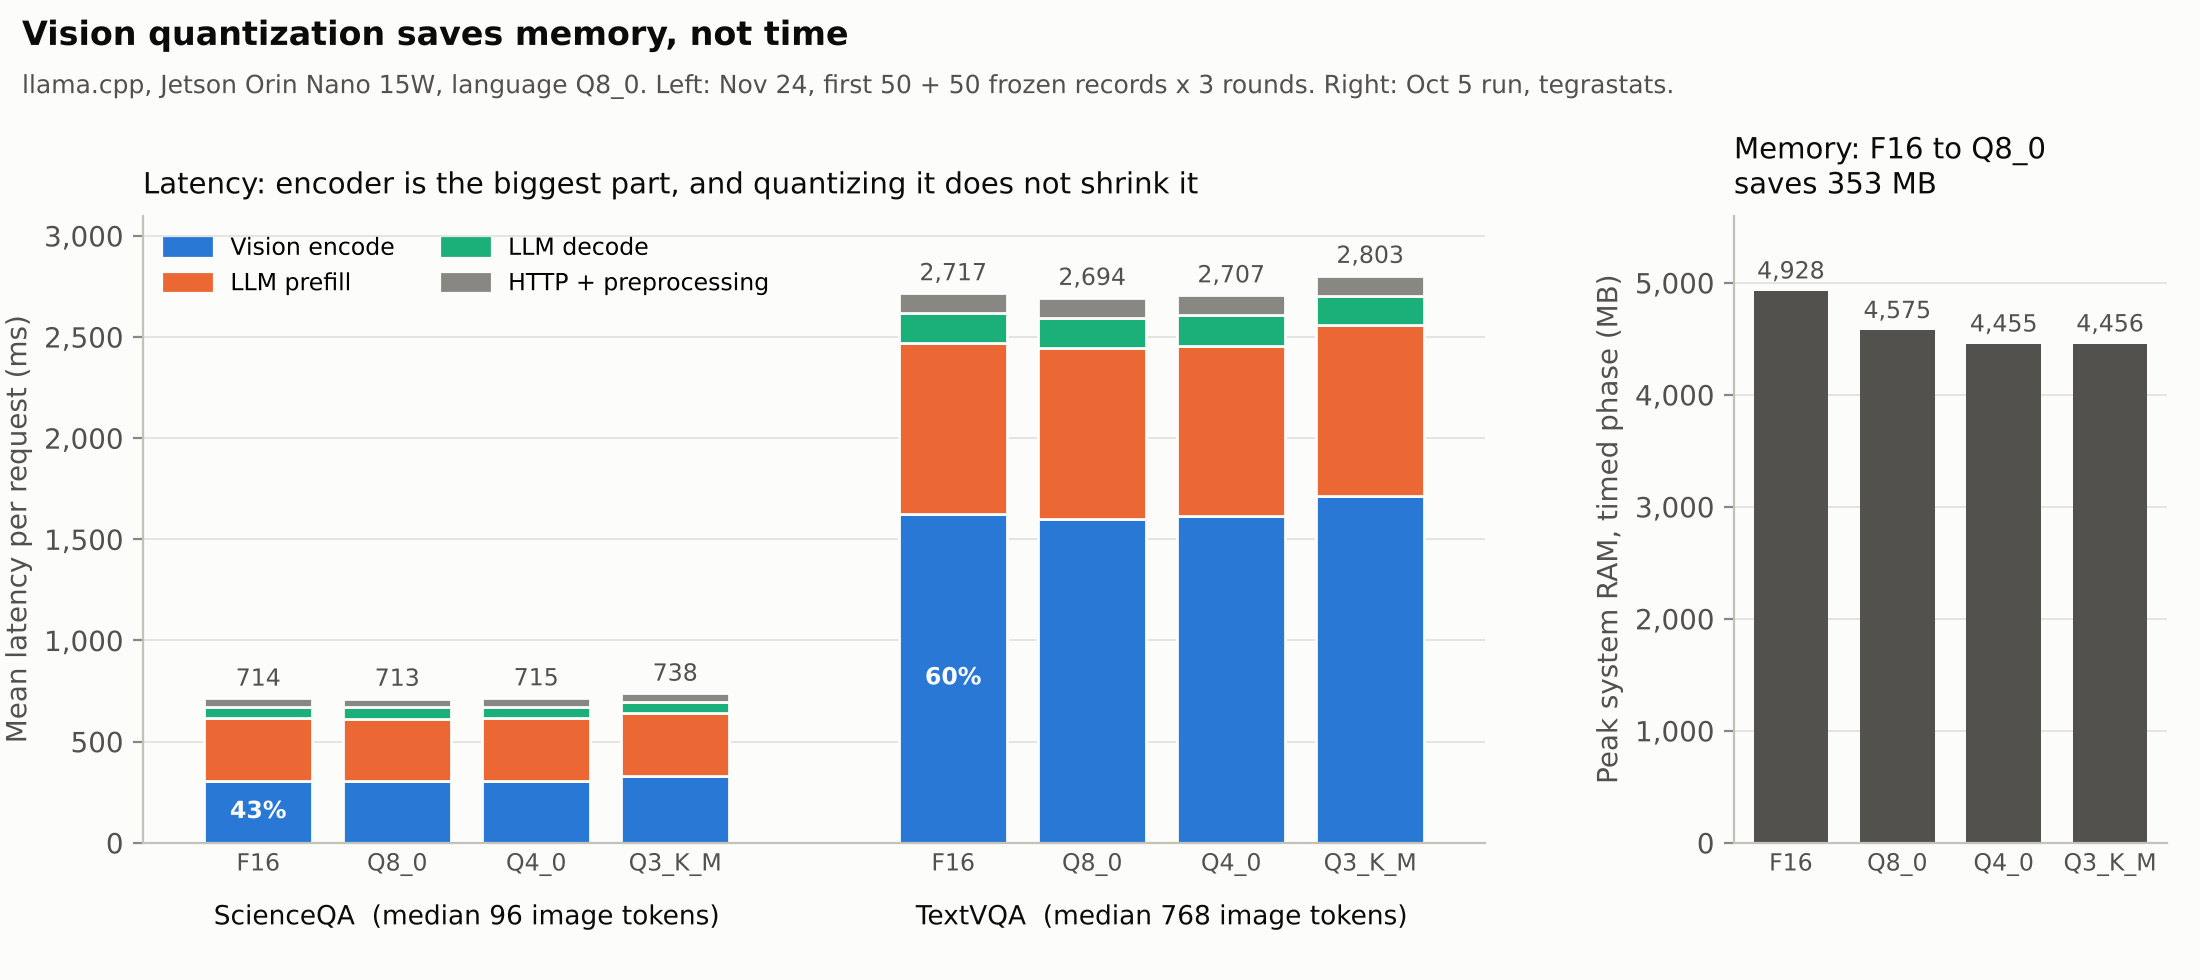 Vision quantization saves memory, not time
llama.cpp, Jetson Orin Nano 15W, language Q8_0. Left: Nov 24, first 50 + 50 frozen records x 3 rounds. Right: Oct 5 run, tegrastats.
Latency: encoder is the biggest part, and quantizing it does not shrink it
Mean latency per request (ms)
3,000
2,500
2,000
1,500
1,000
500
0
Vision encode
LLM prefill
LLM decode
HTTP + preprocessing
714
713
715
738
43%
2,717
2,694
2,707
2,803
60%
F16
Q8_0
Q4_0
Q3_K_M
F16
Q8_0
Q4_0
Q3_K_M
ScienceQA (median 96 image tokens)
TextVQA (median 768 image tokens)
Memory: F16 to Q8_0
saves 353 MB
Peak system RAM, timed phase (MB)
5,000
4,000
3,000
2,000
1,000
0
4,928
4,575
4,455
4,456
F16
Q8_0
Q4_0
Q3_K_M